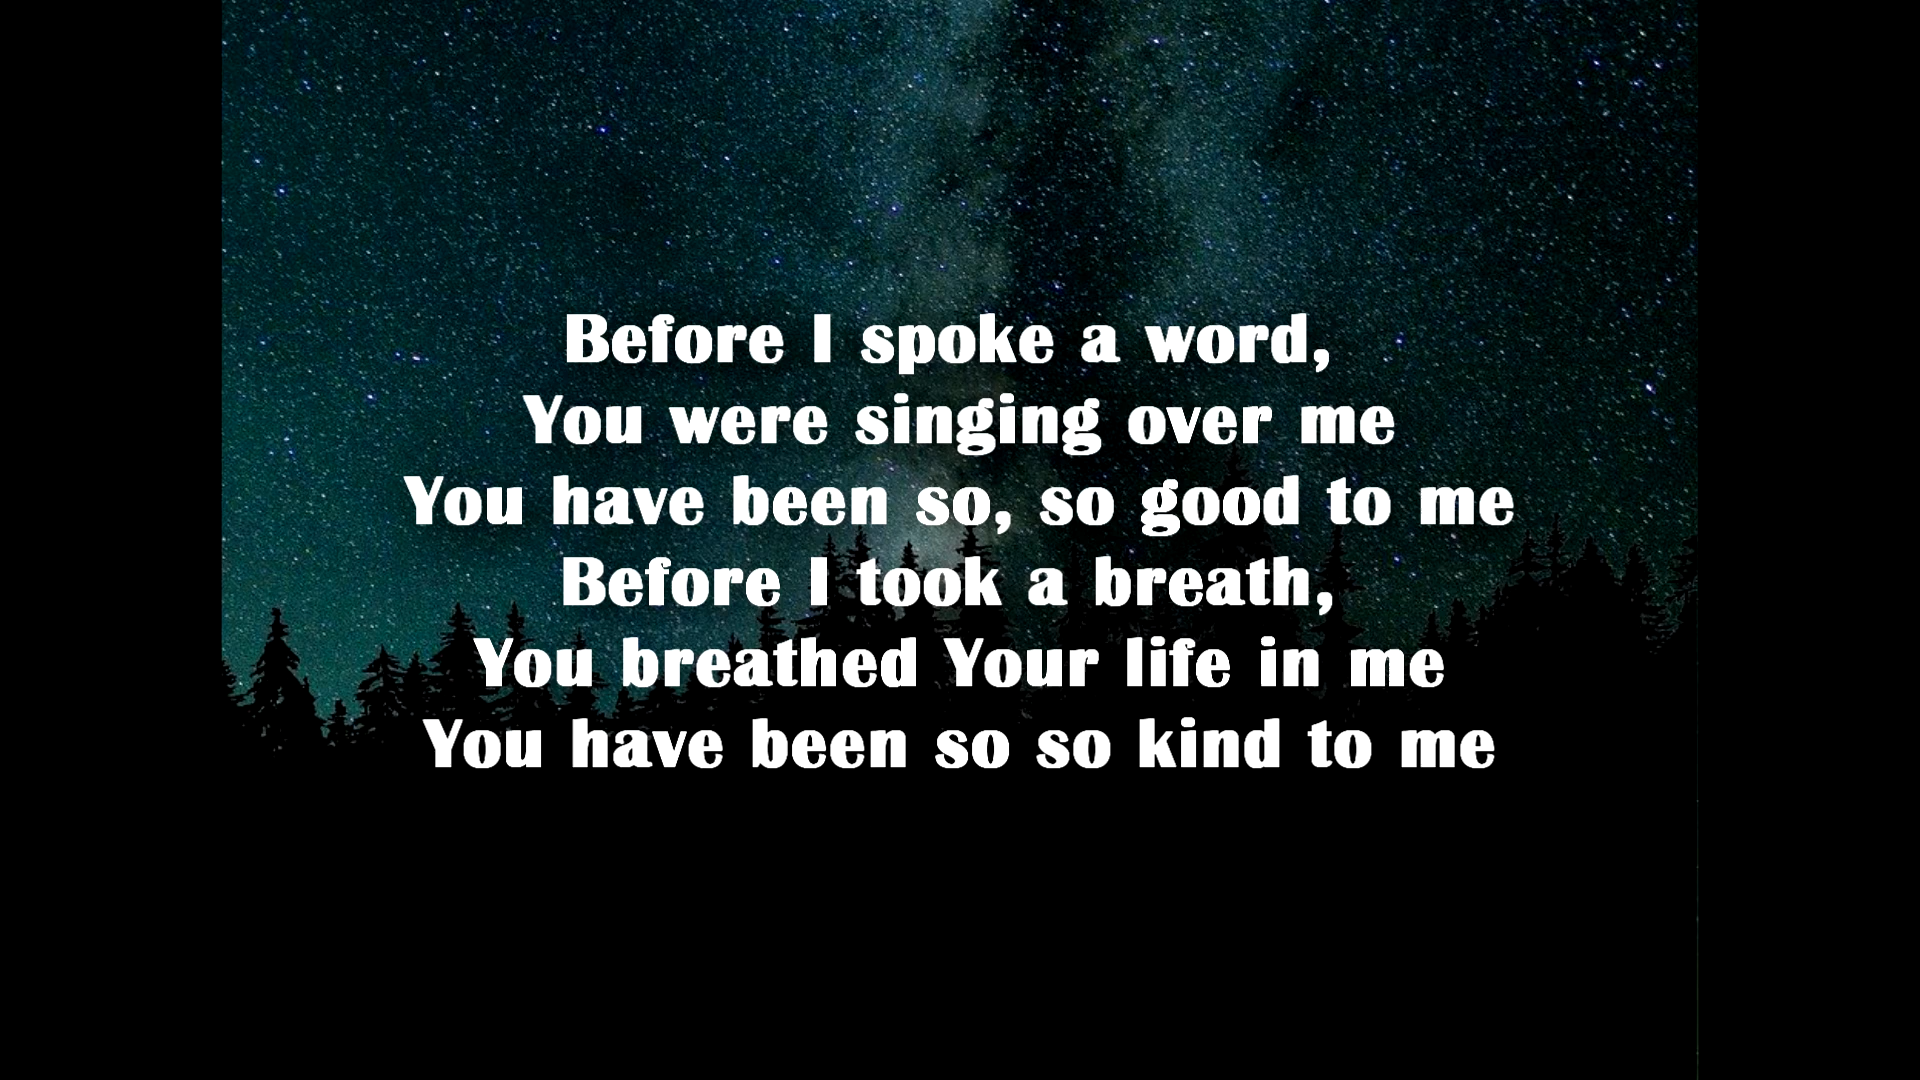 Before I spoke a word,
You were singing over me
You have been so, so good to me
Before I took a breath,
You breathed Your life in me
You have been so so kind to me